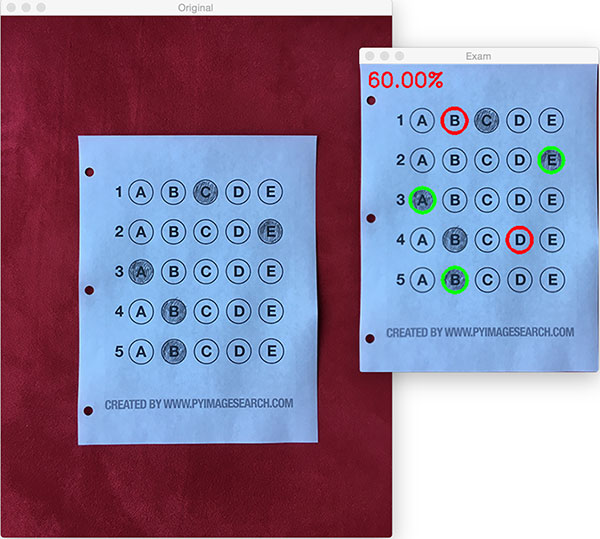 Original
1 A B C D E
2 A B C D E
3 A B C D E
4 A B C D E
5 A B C D E
CREATED BY WWW.PYIMAGESEARCH.COM
Exam
60.00%
1 A B C D E
2 A B C D E
3 A B C D E
4 A B C D E
5 A B C D E
CREATED BY WWW.PYIMAGESEARCH.COM